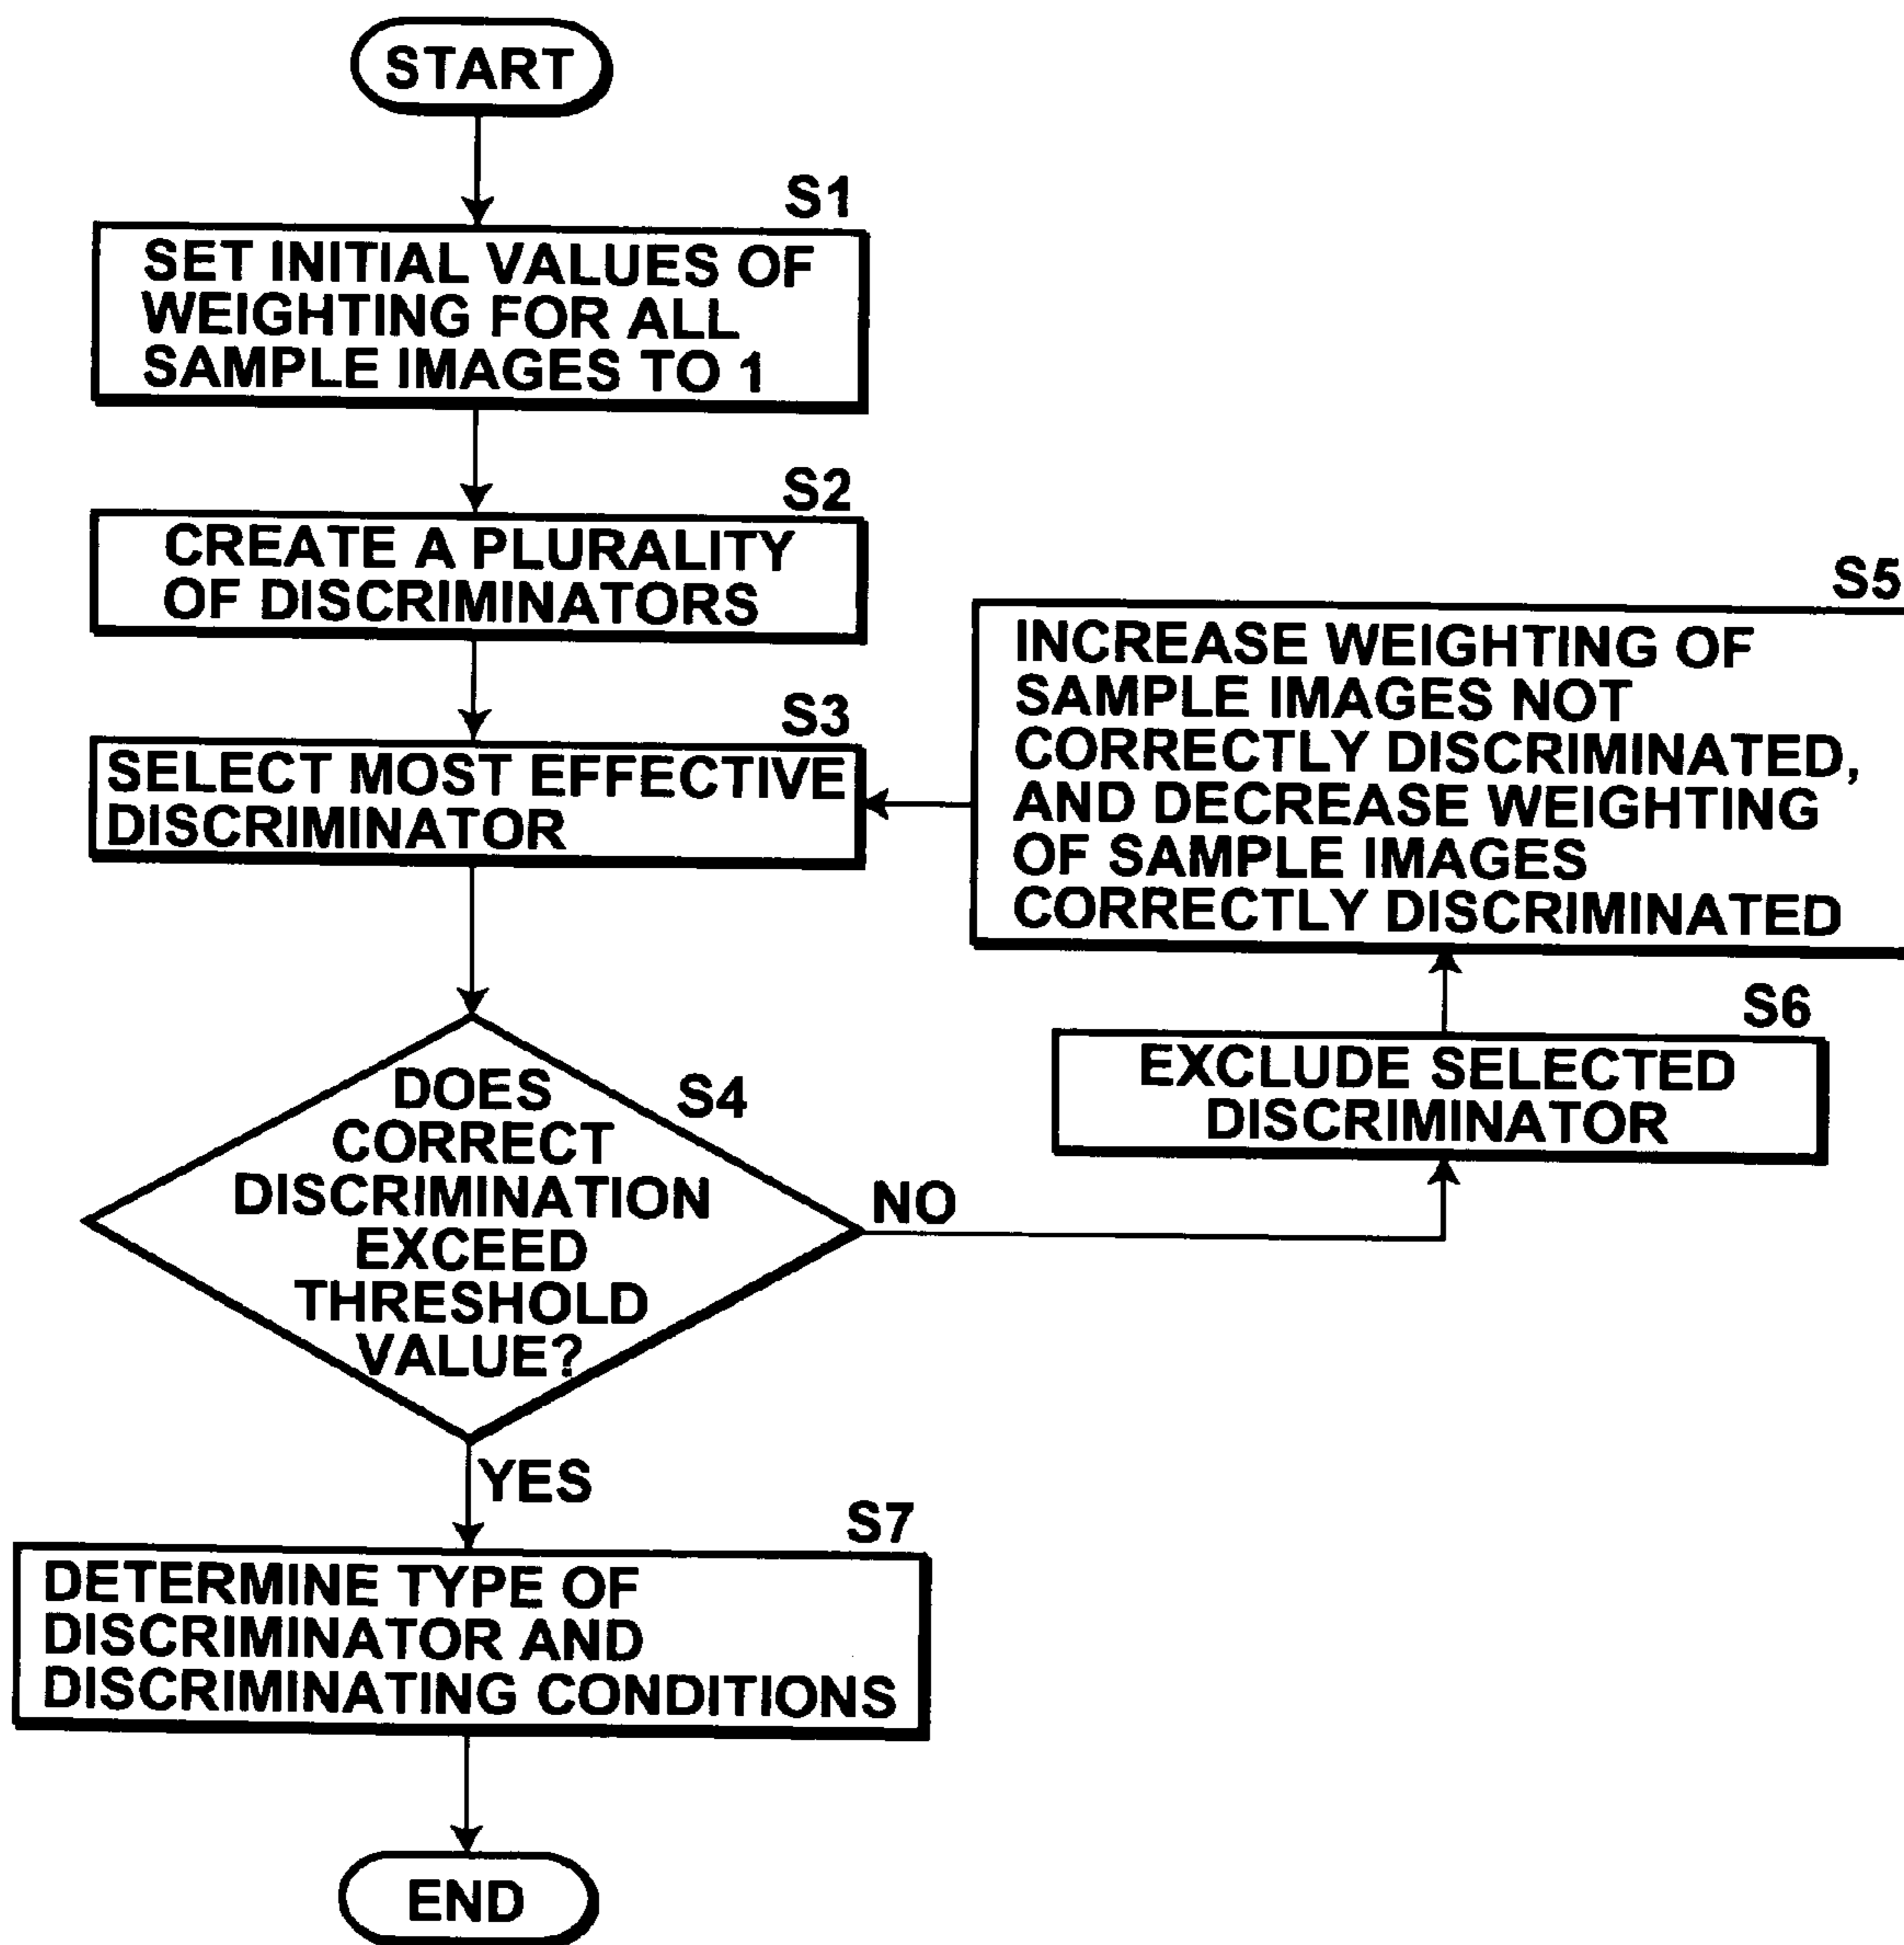 START
S1
SET INITIAL VALUES OF
WEIGHTING FOR ALL
SAMPLE IMAGES TO 1
S2
CREATE A PLURALITY
OF DISCRIMINATORS
S3
SELECT MOST EFFECTIVE
DISCRIMINATOR
S4
DOES
CORRECT
DISCRIMINATION
EXCEED
THRESHOLD
VALUE?
NO
S6
EXCLUDE SELECTED
DISCRIMINATOR
S5
INCREASE WEIGHTING OF
SAMPLE IMAGES NOT
CORRECTLY DISCRIMINATED,
AND DECREASE WEIGHTING
OF SAMPLE IMAGES
CORRECTLY DISCRIMINATED
YES
S7
DETERMINE TYPE OF
DISCRIMINATOR AND
DISCRIMINATING CONDITIONS
END